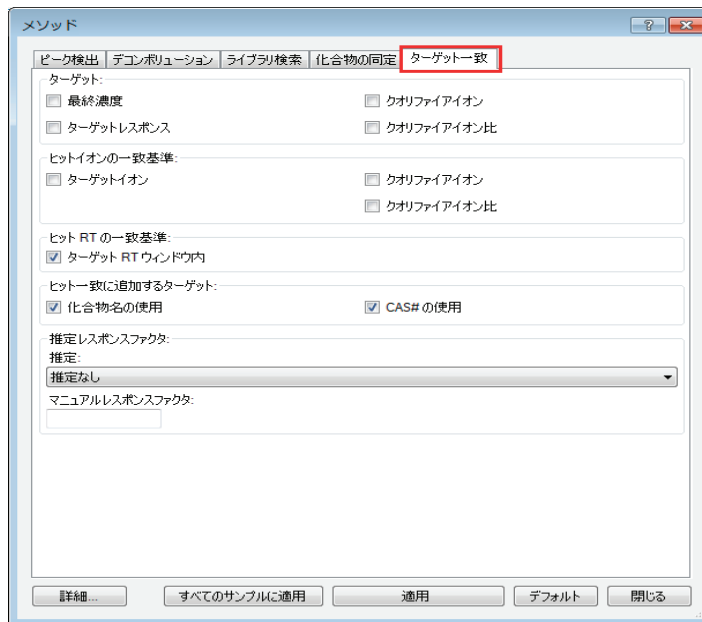 メソッド
ピーク検出 デコンボリューション ライブラリ検索 化合物の同定 ターゲット一致
ターゲット:
最終濃度 クオリファイアイオン
ターゲットレスポンス クオリファイアイオン比
ヒットイオンの一致基準:
ターゲットイオン クオリファイアイオン
クオリファイアイオン比
ヒット RT の一致基準:
ターゲット RT ウィンドウ内
ヒット一致に追加するターゲット:
化合物名の使用 CAS# の使用
推定レスポンスファクタ:
推定:
推定なし
マニュアルレスポンスファクタ:
詳細... すべてのサンプルに適用 適用 デフォルト 閉じる